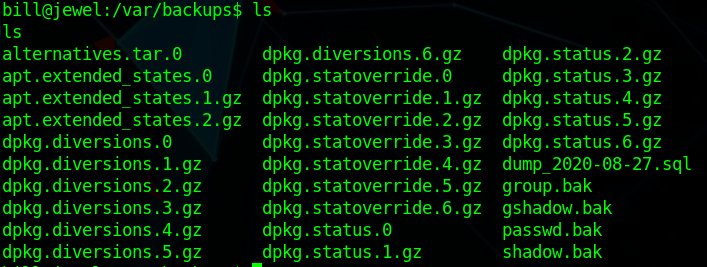 bill@jewel:/var/backups$ ls
ls
alternatives.tar.0 dpkg.diversions.6.gz dpkg.status.2.gz
apt.extended_states.0 dpkg.statoverride.0 dpkg.status.3.gz
apt.extended_states.1.gz dpkg.statoverride.1.gz dpkg.status.4.gz
apt.extended_states.2.gz dpkg.statoverride.2.gz dpkg.status.5.gz
dpkg.diversions.0 dpkg.statoverride.3.gz dpkg.status.6.gz
dpkg.diversions.1.gz dpkg.statoverride.4.gz dump_2020-08-27.sql
dpkg.diversions.2.gz dpkg.statoverride.5.gz group.bak
dpkg.diversions.3.gz dpkg.statoverride.6.gz gshadow.bak
dpkg.diversions.4.gz dpkg.status.0 passwd.bak
dpkg.diversions.5.gz dpkg.status.1.gz shadow.bak